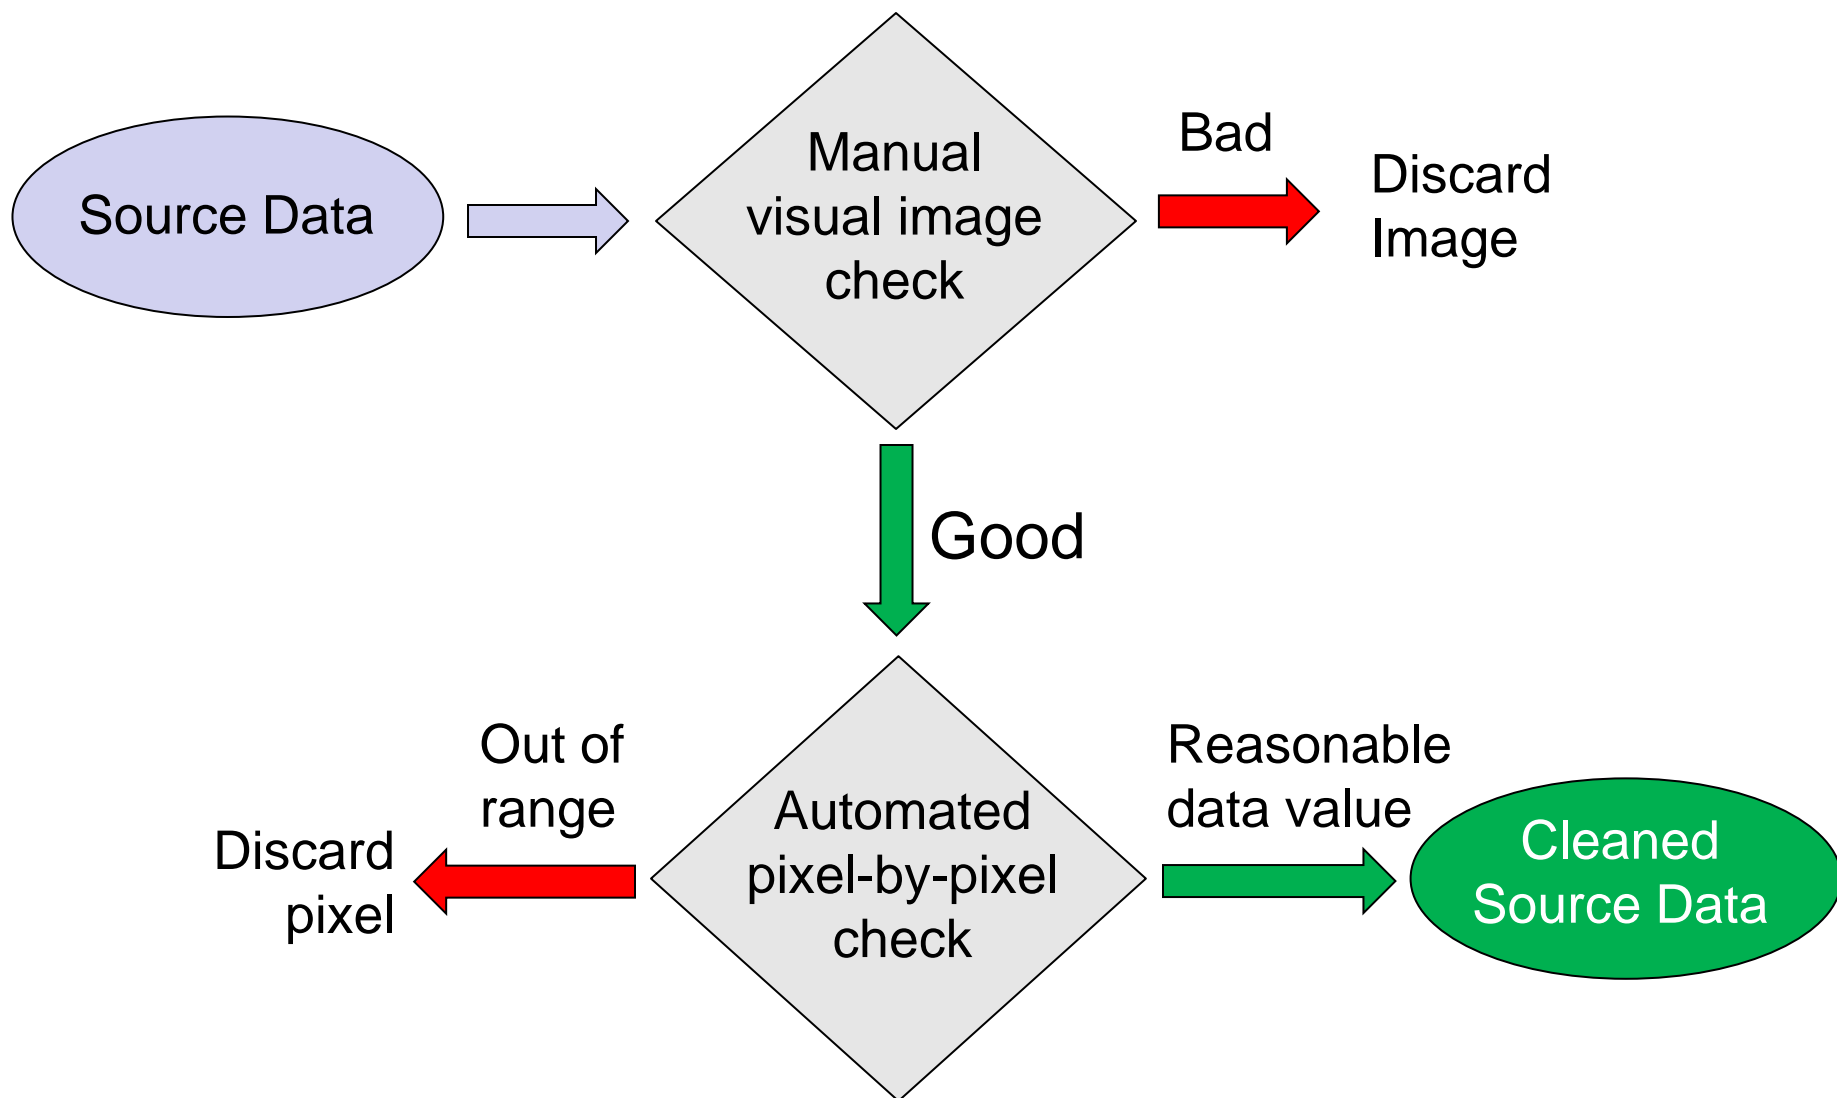 Source Data
Manual
visual image
check
Bad
Discard
Image
Good
Out of
range
Discard
pixel
Automated
pixel-by-pixel
check
Reasonable
data value
Cleaned
Source Data